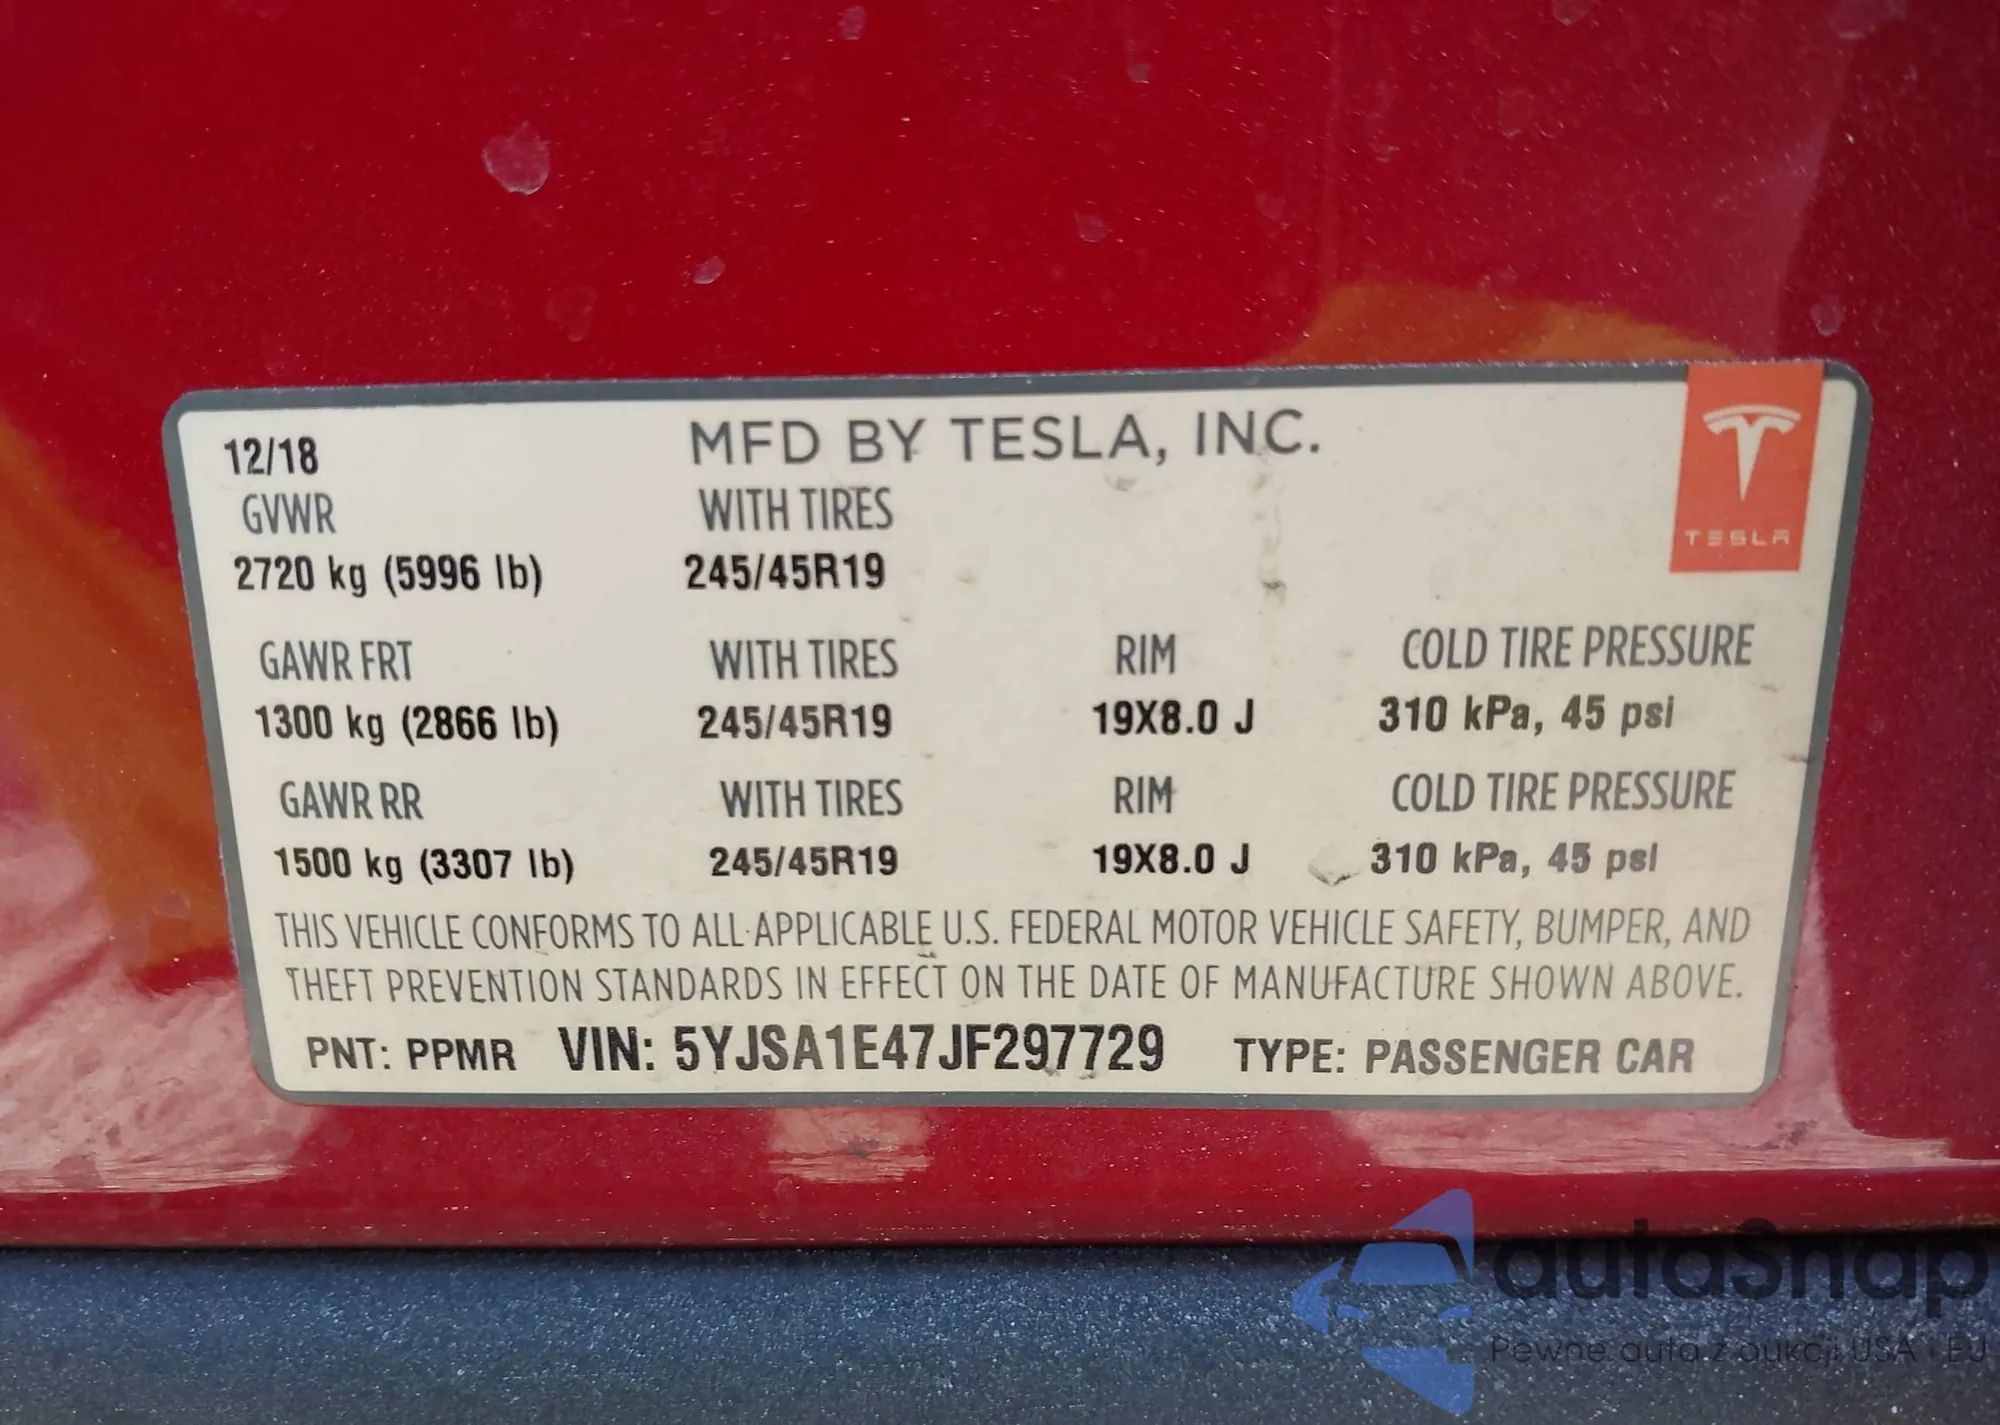 12/18 MFD BY TESLA, INC.
TESLA
GVWR WITH TIRES
2720 kg (5996 lb) 245/45R19
GAWR FRT WITH TIRES RIM COLD TIRE PRESSURE
1300 kg (2866 lb) 245/45R19 19X8.0 J 310 kPa, 45 psi
GAWR RR WITH TIRES RIM COLD TIRE PRESSURE
1500 kg (3307 lb) 245/45R19 19X8.0 J 310 kPa, 45 psi
THIS VEHICLE CONFORMS TO ALL APPLICABLE U.S. FEDERAL MOTOR VEHICLE SAFETY, BUMPER, AND
THEFT PREVENTION STANDARDS IN EFFECT ON THE DATE OF MANUFACTURE SHOWN ABOVE.
PNT: PPMR VIN: 5YJSA1E47JF297729 TYPE: PASSENGER CAR
autaSnap
Pewne auta z aukcji USA i EU